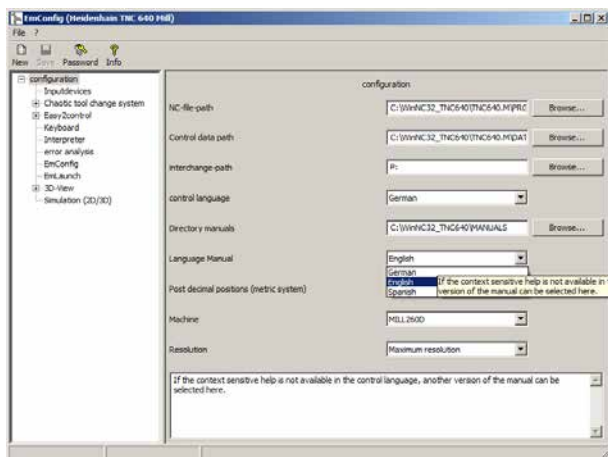 EmConfig (Heidenhain TNC 640 Mill)
File ?
New Save Password Info
configuration
Inputdevices
Chaotic tool change system
Easy2control
Keyboard
Interpreter
error analysis
EmConfig
EmLaunch
3D-View
Simulation (2D/3D)
configuration
NC-file-path C:\WinNC32_TNC640\TNC640.M\PRC Browse...
Control data path C:\WinNC32_TNC640\TNC640.M\DAT Browse...
interchange-path P: Browse...
control language German
Directory manuals C:\WinNC32_TNC640\MANUALS Browse...
Language Manual English
German
English
Spanish
If the context sensitive help is not available in
version of the manual can be selected here.
Post decimal positions (metric system)
Machine MILL260D
Resolution Maximum resolution
If the context sensitive help is not available in the control language, another version of the manual can be
selected here.